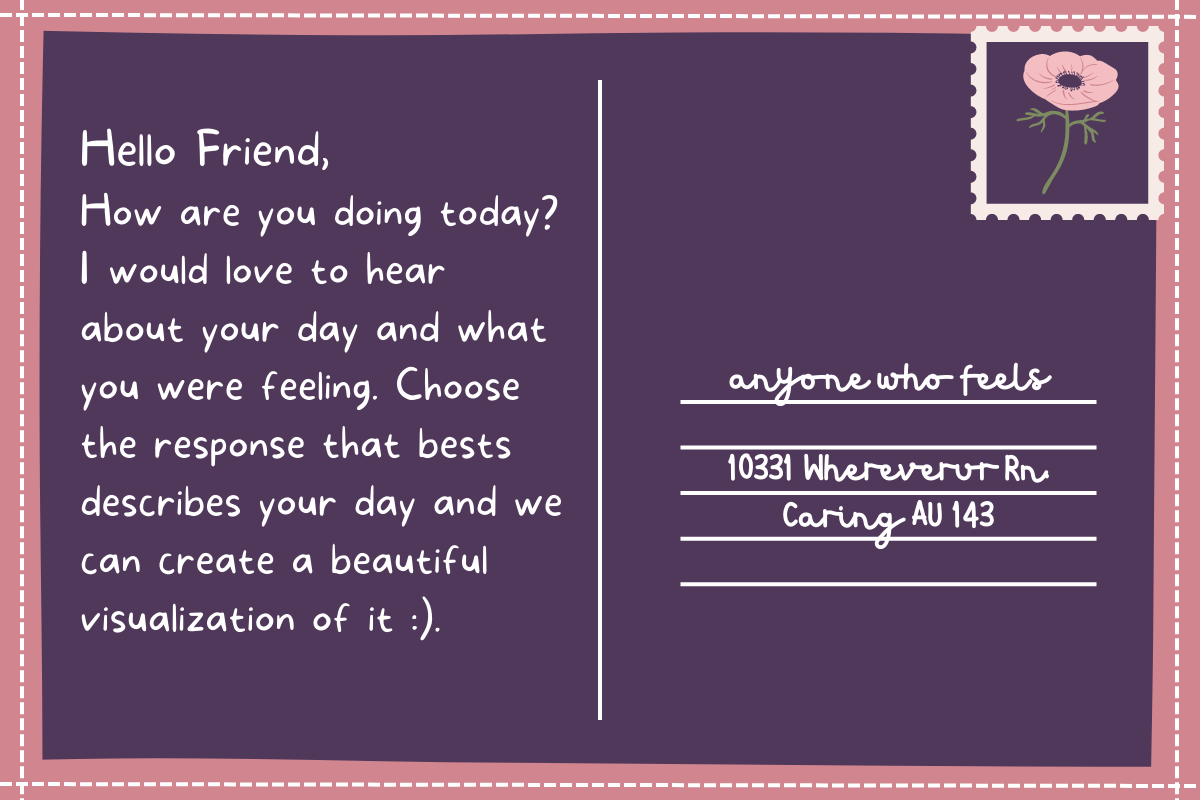 Hello Friend,
How are you doing today?
I would love to hear
about your day and what
you were feeling. Choose
the response that bests
describes your day and we
can create a beautiful
visualization of it :).
anyone who feels
10331 Whereverur Rn.
Caring AU 143